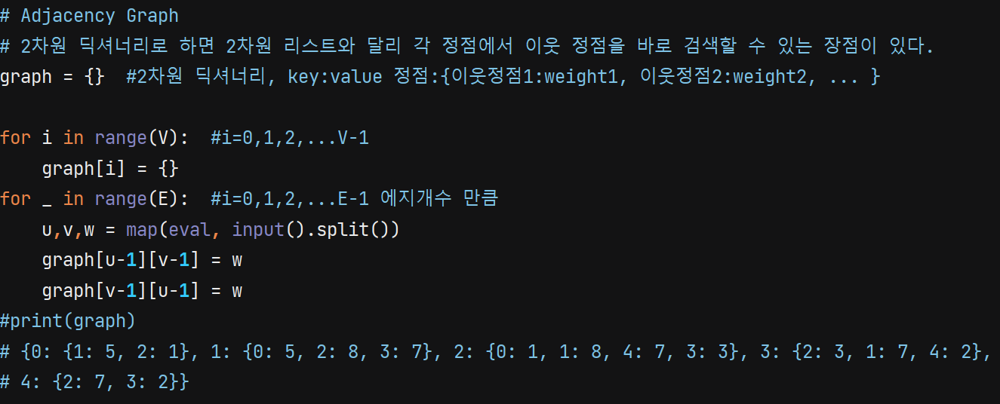 # Adjacency Graph
# 2차원 딕셔너리로 하면 2차원 리스트와 달리 각 정점에서 이웃 정점을 바로 검색할 수 있는 장점이 있다.
graph = {}  #2차원 딕셔너리, key:value 정점:{이웃정점1:weight1, 이웃정점2:weight2, ... }

for i in range(V):  #i=0,1,2,...V-1
    graph[i] = {}
for _ in range(E):  #i=0,1,2,...E-1 에지개수 만큼
    u,v,w = map(eval, input().split())
    graph[u-1][v-1] = w
    graph[v-1][u-1] = w
#print(graph)
# {0: {1: 5, 2: 1}, 1: {0: 5, 2: 8, 3: 7}, 2: {0: 1, 1: 8, 4: 7, 3: 3}, 3: {2: 3, 1: 7, 4: 2},
# 4: {2: 7, 3: 2}}